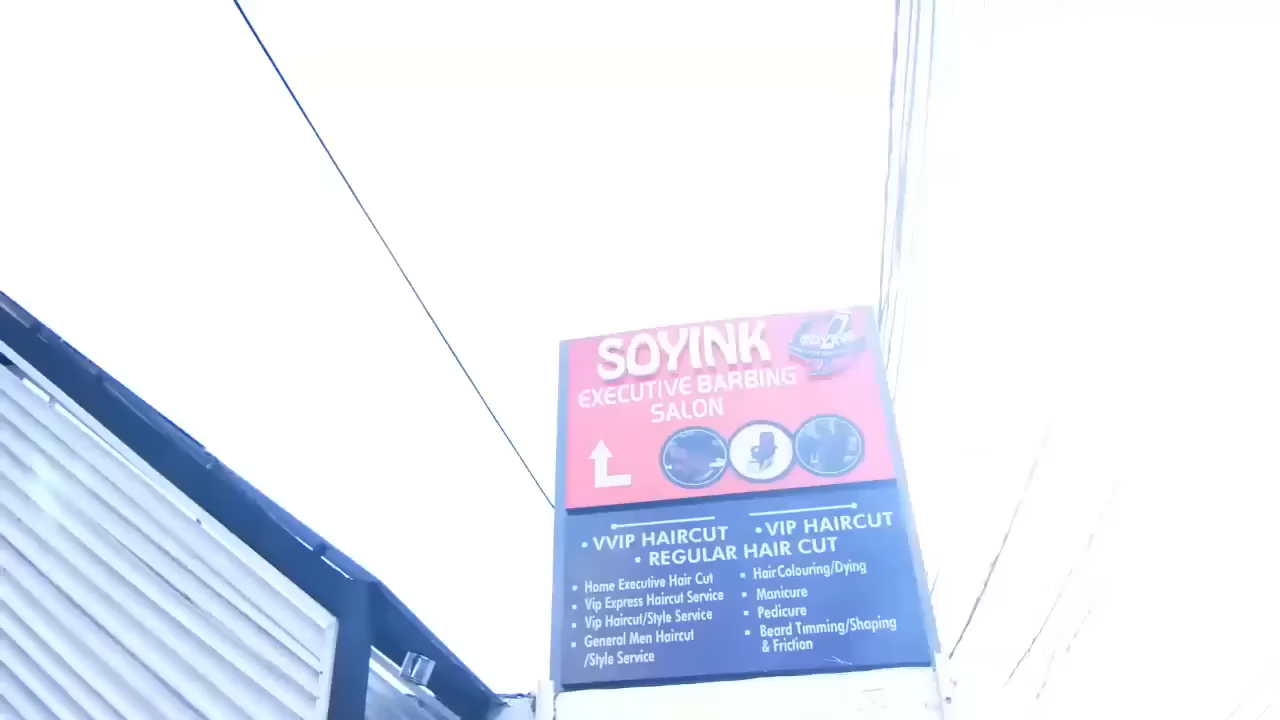 SOYINK
EXECUTIVE BARBING
SALON
• VVIP HAIRCUT
• VIP HAIRCUT
• REGULAR HAIR CUT
▪ Home Executive Hair Cut
▪ Vip Express Haircut Service
▪ Vip Haircut/Style Service
▪ General Men Haircut
/Style Service
▪ Hair Colouring/Dying
▪ Manicure
▪ Pedicure
▪ Beard Timming/Shaping
& Friction